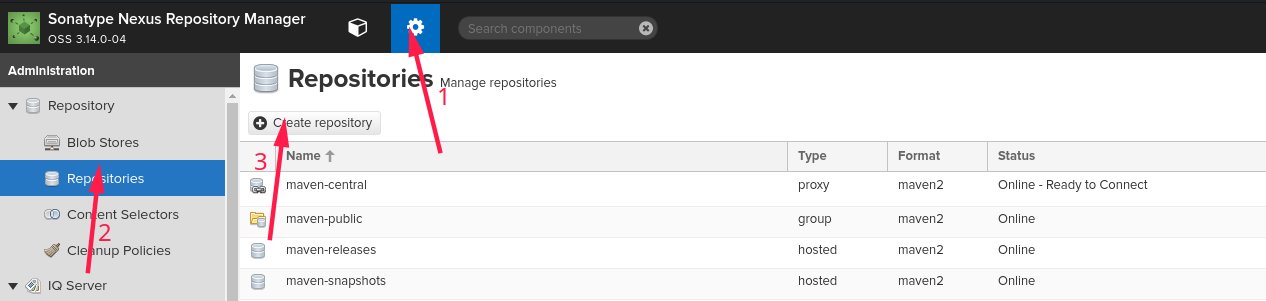 Sonatype Nexus Repository Manager
OSS 3.14.0-04
Search components
Administration
Repositories Manage repositories
1
Repository
Blob Stores
Repositories
Content Selectors
2
Cleanup Policies
IQ Server
Create repository
3
Name Type Format Status
maven-central proxy maven2 Online - Ready to Connect
maven-public group maven2 Online
maven-releases hosted maven2 Online
maven-snapshots hosted maven2 Online